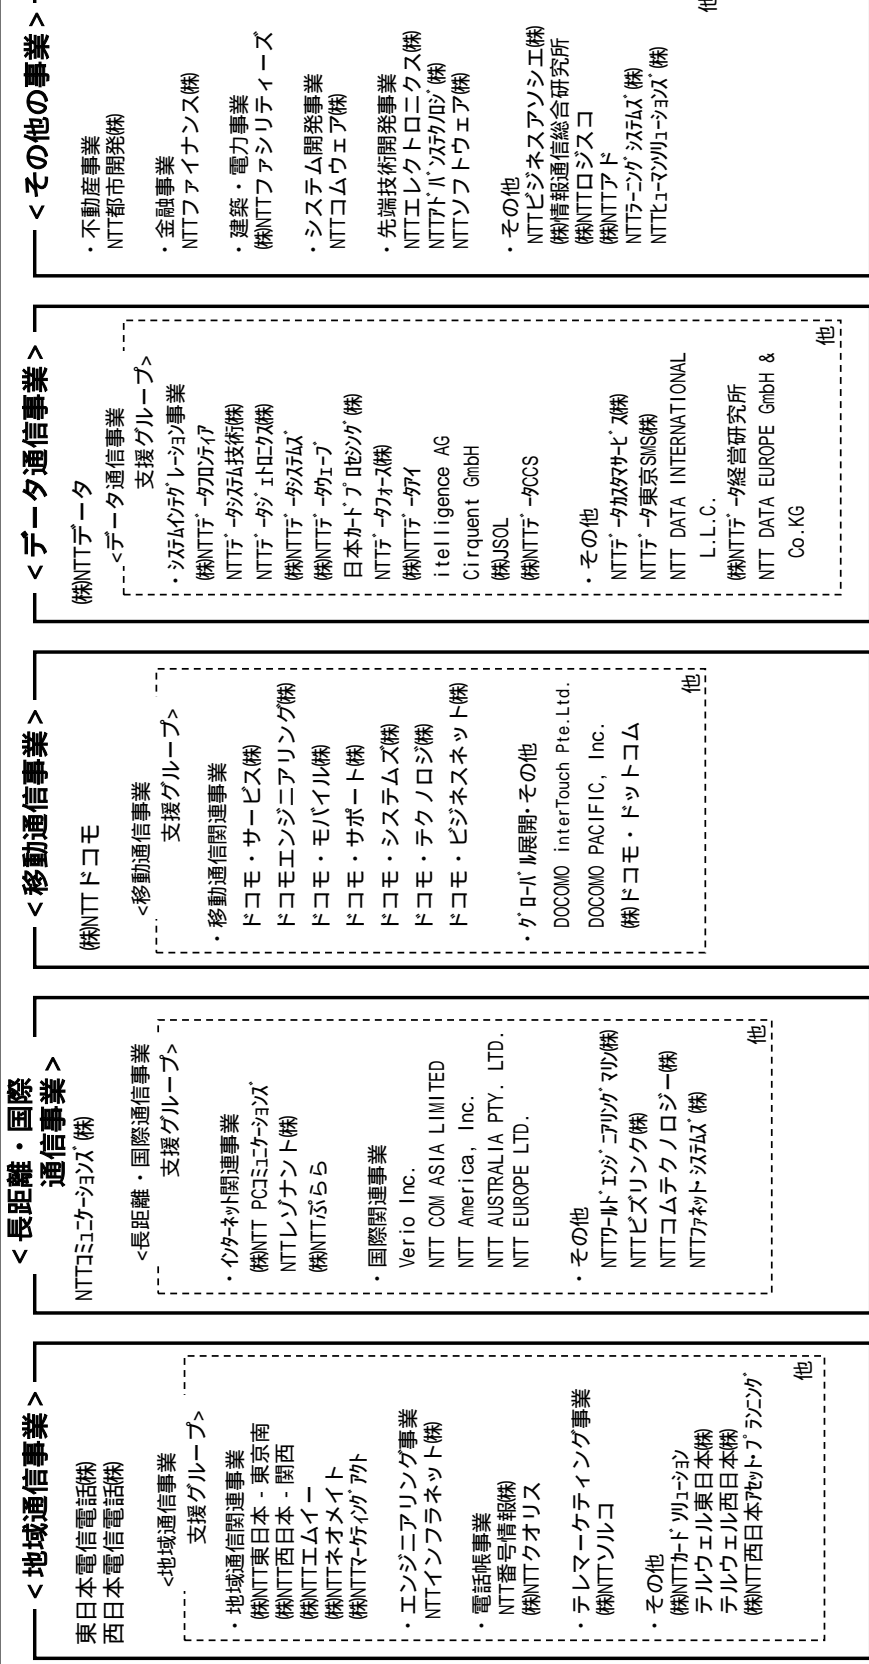 <地域通信事業>
東日本電信電話㈱
西日本電信電話㈱
<地域通信事業
支援グループ>
・地域通信関連事業
㈱NTT東日本－東京南
㈱NTT西日本－関西
㈱NTTエムイー
㈱NTTネオメイト
㈱NTTﾏｰｹﾃｨﾝｸﾞｱｸﾄ
・エンジニアリング事業
NTTインフラネット㈱
・電話帳事業
NTT番号情報㈱
㈱NTTクオリス
・テレマーケティング事業
㈱NTTソルコ
・その他
㈱NTTｶｰﾄﾞｿﾘｭｰｼｮﾝ
テルウェル東日本㈱
テルウェル西日本㈱
㈱NTT西日本ｱｾｯﾄ･ﾌﾟﾗﾝﾆﾝｸﾞ
他
<長距離・国際
通信事業>
NTTｺﾐｭﾆｹｰｼｮﾝｽﾞ㈱
<長距離・国際通信事業
支援グループ>
・ｲﾝﾀｰﾈｯﾄ関連事業
㈱NTT PCｺﾐｭﾆｹｰｼｮﾝｽﾞ
NTTレゾナント㈱
㈱NTTぷらら
・国際関連事業
Verio Inc.
NTT COM ASIA LIMITED
NTT America, Inc.
NTT AUSTRALIA PTY. LTD.
NTT EUROPE LTD.
・その他
NTTﾜｰﾙﾄﾞｴﾝｼﾞﾆｱﾘﾝｸﾞﾏﾘﾝ㈱
NTTビズリンク㈱
NTTコムテクノロジー㈱
NTTﾌｧﾈｯﾄ･ｼｽﾃﾑｽﾞ㈱
他
<移動通信事業>
㈱NTTドコモ
<移動通信事業
支援グループ>
・移動通信関連事業
ドコモ・サービス㈱
ドコモエンジニアリング㈱
ドコモ・モバイル㈱
ドコモ・サポート㈱
ドコモ・システムズ㈱
ドコモ・テクノロジ㈱
ドコモ・ビジネスネット㈱
・ｸﾞﾛｰﾊﾞﾙ展開・その他
DOCOMO interTouch Pte.Ltd.
DOCOMO PACIFIC, Inc.
㈱ドコモ・ドットコム
他
<データ通信事業>
㈱NTTデータ
<データ通信事業
支援グループ>
・ｼｽﾃﾑｲﾝﾃｸﾞﾚｰｼｮﾝ事業
㈱NTTﾃﾞｰﾀﾌﾛﾝﾃｨｱ
NTTﾃﾞｰﾀｼｽﾃﾑ技術㈱
NTTﾃﾞｰﾀｼﾞｪﾄﾛﾆｸｽ㈱
㈱NTTﾃﾞｰﾀｼｽﾃﾑｽﾞ
㈱NTTﾃﾞｰﾀｳｪｰﾌﾞ
日本ｶｰﾄﾞﾌﾟﾛｾｼﾝｸﾞ㈱
NTTﾃﾞｰﾀﾌｫｰｽ㈱
㈱NTTﾃﾞｰﾀｱｲ
itelligence AG
Cirquent GmbH
㈱JSOL
㈱NTTﾃﾞｰﾀCCS
・その他
NTTﾃﾞｰﾀｶｽﾀﾏｻｰﾋﾞｽ㈱
NTTﾃﾞｰﾀ東京SMS㈱
NTT DATA INTERNATIONAL
L.L.C.
㈱NTTﾃﾞｰﾀ経営研究所
NTT DATA EUROPE GmbH &
Co.KG
他
<その他の事業>
・不動産事業
NTT都市開発㈱
・金融事業
NTTファイナンス㈱
・建築・電力事業
㈱NTTファシリティーズ
・システム開発事業
NTTコムウェア㈱
・先端技術開発事業
NTTエレクトロニクス㈱
NTTｱﾄﾞﾊﾞﾝｽﾃｸﾉﾛｼﾞ㈱
NTTソフトウェア㈱
・その他
NTTビジネスアソシエ㈱
㈱情報通信総合研究所
㈱NTTロジスコ
㈱NTTアド
NTTﾗｰﾆﾝｸﾞｼｽﾃﾑｽﾞ㈱
NTTﾋｭｰﾏﾝｿﾘｭｰｼｮﾝｽﾞ㈱
他